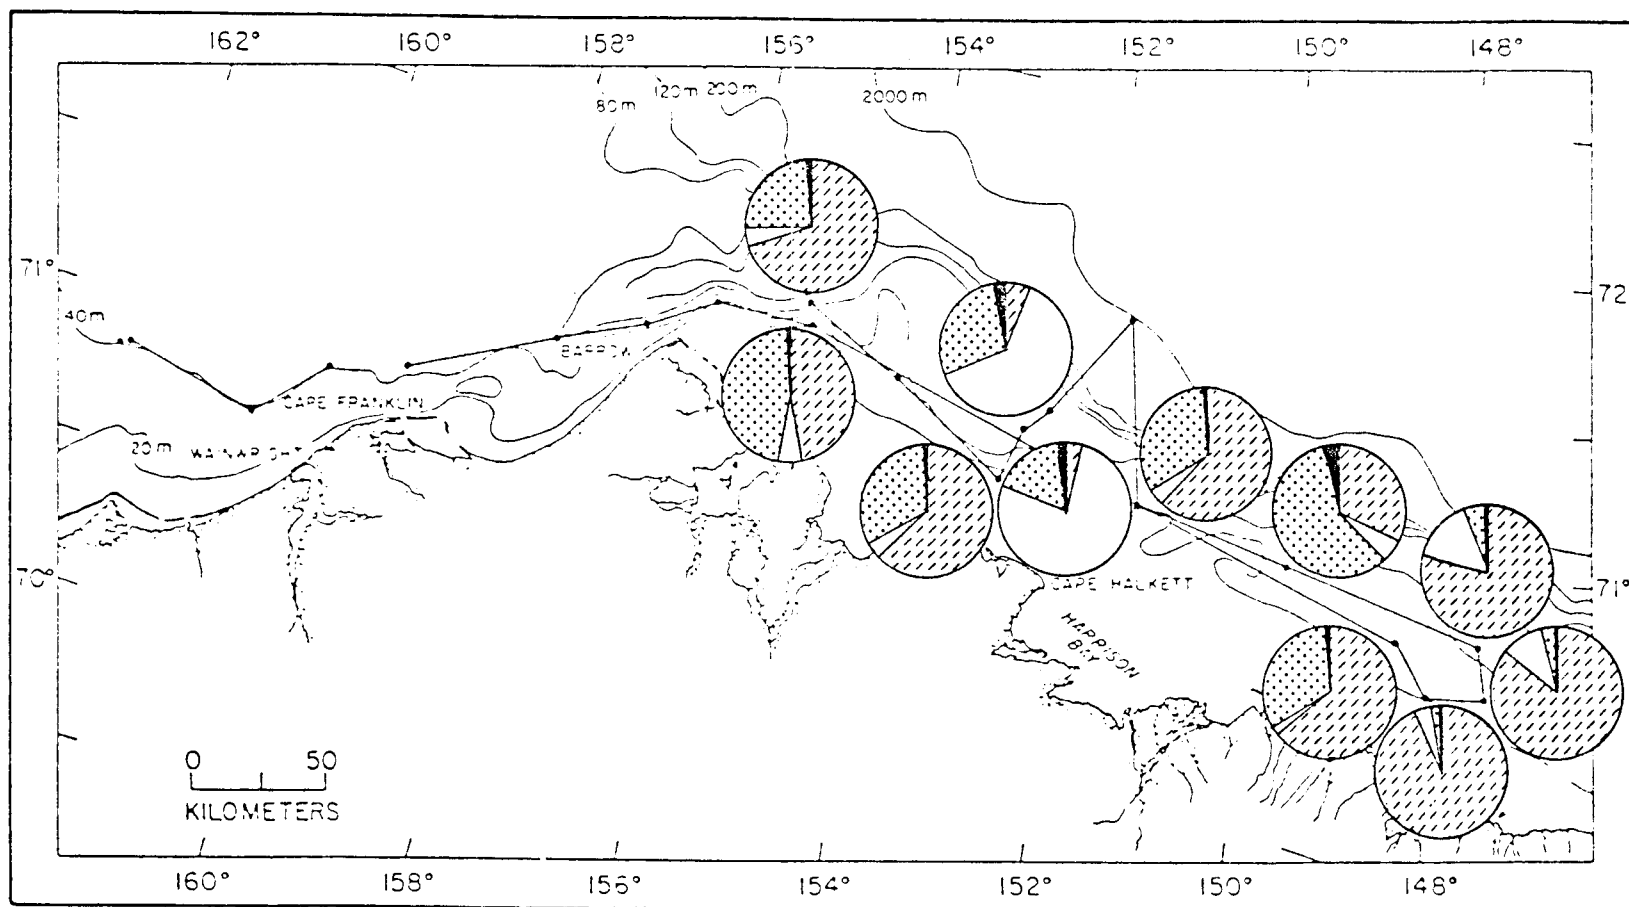 162° 160° 158° 156° 154° 152° 150° 148°
80m 120m 200m 2000m
71°
72
40m
BARROW
CAPE FRANKLIN
20m WAINWRIGHT
70°
CAPE HALKETT
71°
HARRISON
BAY
0 50
KILOMETERS
160° 158° 156° 154° 152° 150° 148°